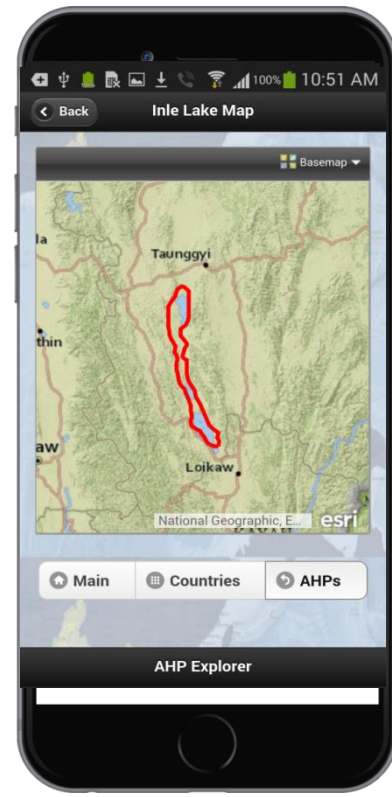 100% 10:51 AM
Back
Inle Lake Map
Basemap
la
Taunggyi
thin
aw
Loikaw
National Geographic, E...
esri
Main
Countries
AHPs
AHP Explorer